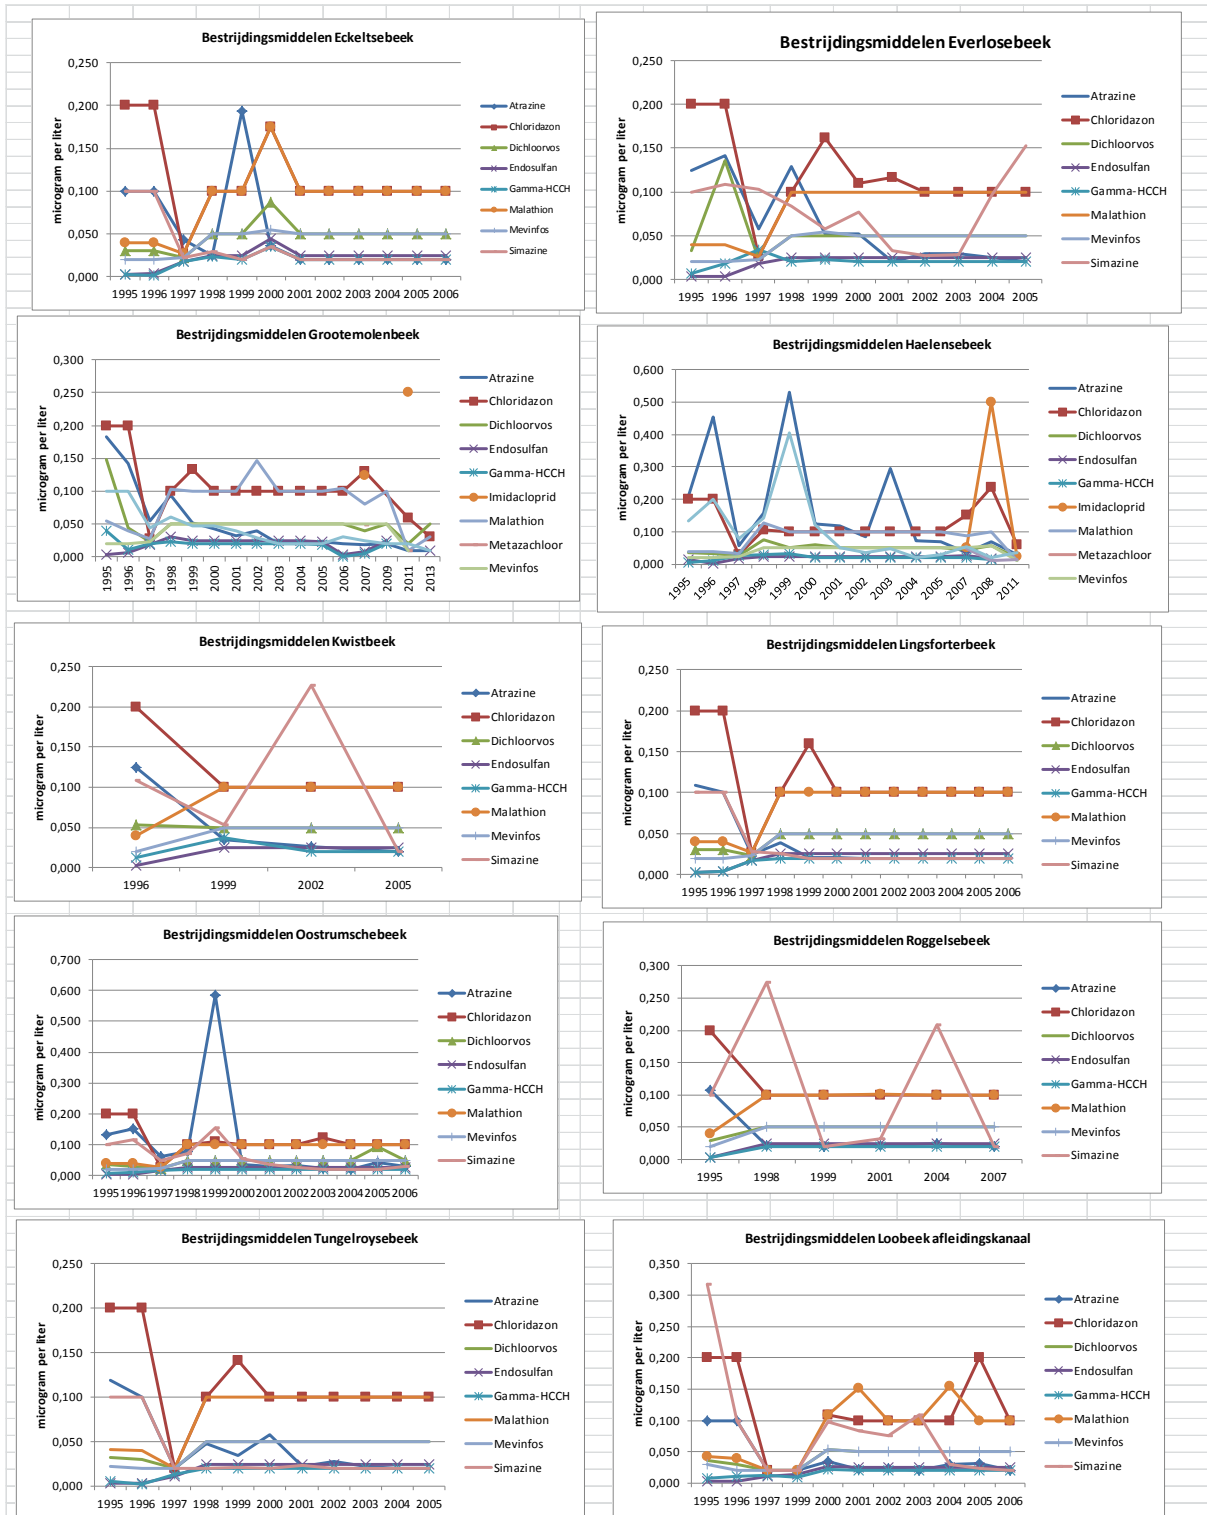 Bestrijdingsmiddelen Eckeltsebeek
microgram per liter
0,250
0,200
0,150
0,100
0,050
0,000
1995 1996 1997 1998 1999 2000 2001 2002 2003 2004 2005 2006
Atrazine
Chloridazon
Dichloorvos
Endosulfan
Gamma-HCCH
Malathion
Mevinfos
Simazine
Bestrijdingsmiddelen Everlosebeek
microgram per liter
0,250
0,200
0,150
0,100
0,050
0,000
1995 1996 1997 1998 1999 2000 2001 2002 2003 2004 2005
Atrazine
Chloridazon
Dichloorvos
Endosulfan
Gamma-HCCH
Malathion
Mevinfos
Simazine
Bestrijdingsmiddelen Grootemolenbeek
microgram per liter
0,300
0,250
0,200
0,150
0,100
0,050
0,000
1995 1996 1997 1998 1999 2000 2001 2002 2003 2004 2005 2006 2007 2009 2011 2013
Atrazine
Chloridazon
Dichloorvos
Endosulfan
Gamma-HCCH
Imidacloprid
Malathion
Metazachloor
Mevinfos
Bestrijdingsmiddelen Haelensebeek
microgram per liter
0,600
0,500
0,400
0,300
0,200
0,100
0,000
1995 1996 1997 1998 1999 2000 2001 2002 2003 2004 2005 2007 2008 2011
Atrazine
Chloridazon
Dichloorvos
Endosulfan
Gamma-HCCH
Imidacloprid
Malathion
Metazachloor
Mevinfos
Bestrijdingsmiddelen Kwistbeek
microgram per liter
0,250
0,200
0,150
0,100
0,050
0,000
1996 1999 2002 2005
Atrazine
Chloridazon
Dichloorvos
Endosulfan
Gamma-HCCH
Malathion
Mevinfos
Simazine
Bestrijdingsmiddelen Lingsforterbeek
microgram per liter
0,250
0,200
0,150
0,100
0,050
0,000
1995 1996 1997 1998 1999 2000 2001 2002 2003 2004 2005 2006
Atrazine
Chloridazon
Dichloorvos
Endosulfan
Gamma-HCCH
Malathion
Mevinfos
Simazine
Bestrijdingsmiddelen Oostrumschebeek
microgram per liter
0,700
0,600
0,500
0,400
0,300
0,200
0,100
0,000
1995 1996 1997 1998 1999 2000 2001 2002 2003 2004 2005 2006
Atrazine
Chloridazon
Dichloorvos
Endosulfan
Gamma-HCCH
Malathion
Mevinfos
Simazine
Bestrijdingsmiddelen Roggelsebeek
microgram per liter
0,300
0,250
0,200
0,150
0,100
0,050
0,000
1995 1998 1999 2001 2004 2007
Atrazine
Chloridazon
Dichloorvos
Endosulfan
Gamma-HCCH
Malathion
Mevinfos
Simazine
Bestrijdingsmiddelen Tungelroysebeek
microgram per liter
0,250
0,200
0,150
0,100
0,050
0,000
1995 1996 1997 1998 1999 2000 2001 2002 2003 2004 2005
Atrazine
Chloridazon
Dichloorvos
Endosulfan
Gamma-HCCH
Malathion
Mevinfos
Simazine
Bestrijdingsmiddelen Loobeek afleidingskanaal
microgram per liter
0,350
0,300
0,250
0,200
0,150
0,100
0,050
0,000
1995 1996 1997 1998 2000 2001 2002 2003 2004 2005 2006
Atrazine
Chloridazon
Dichloorvos
Endosulfan
Gamma-HCCH
Malathion
Mevinfos
Simazine